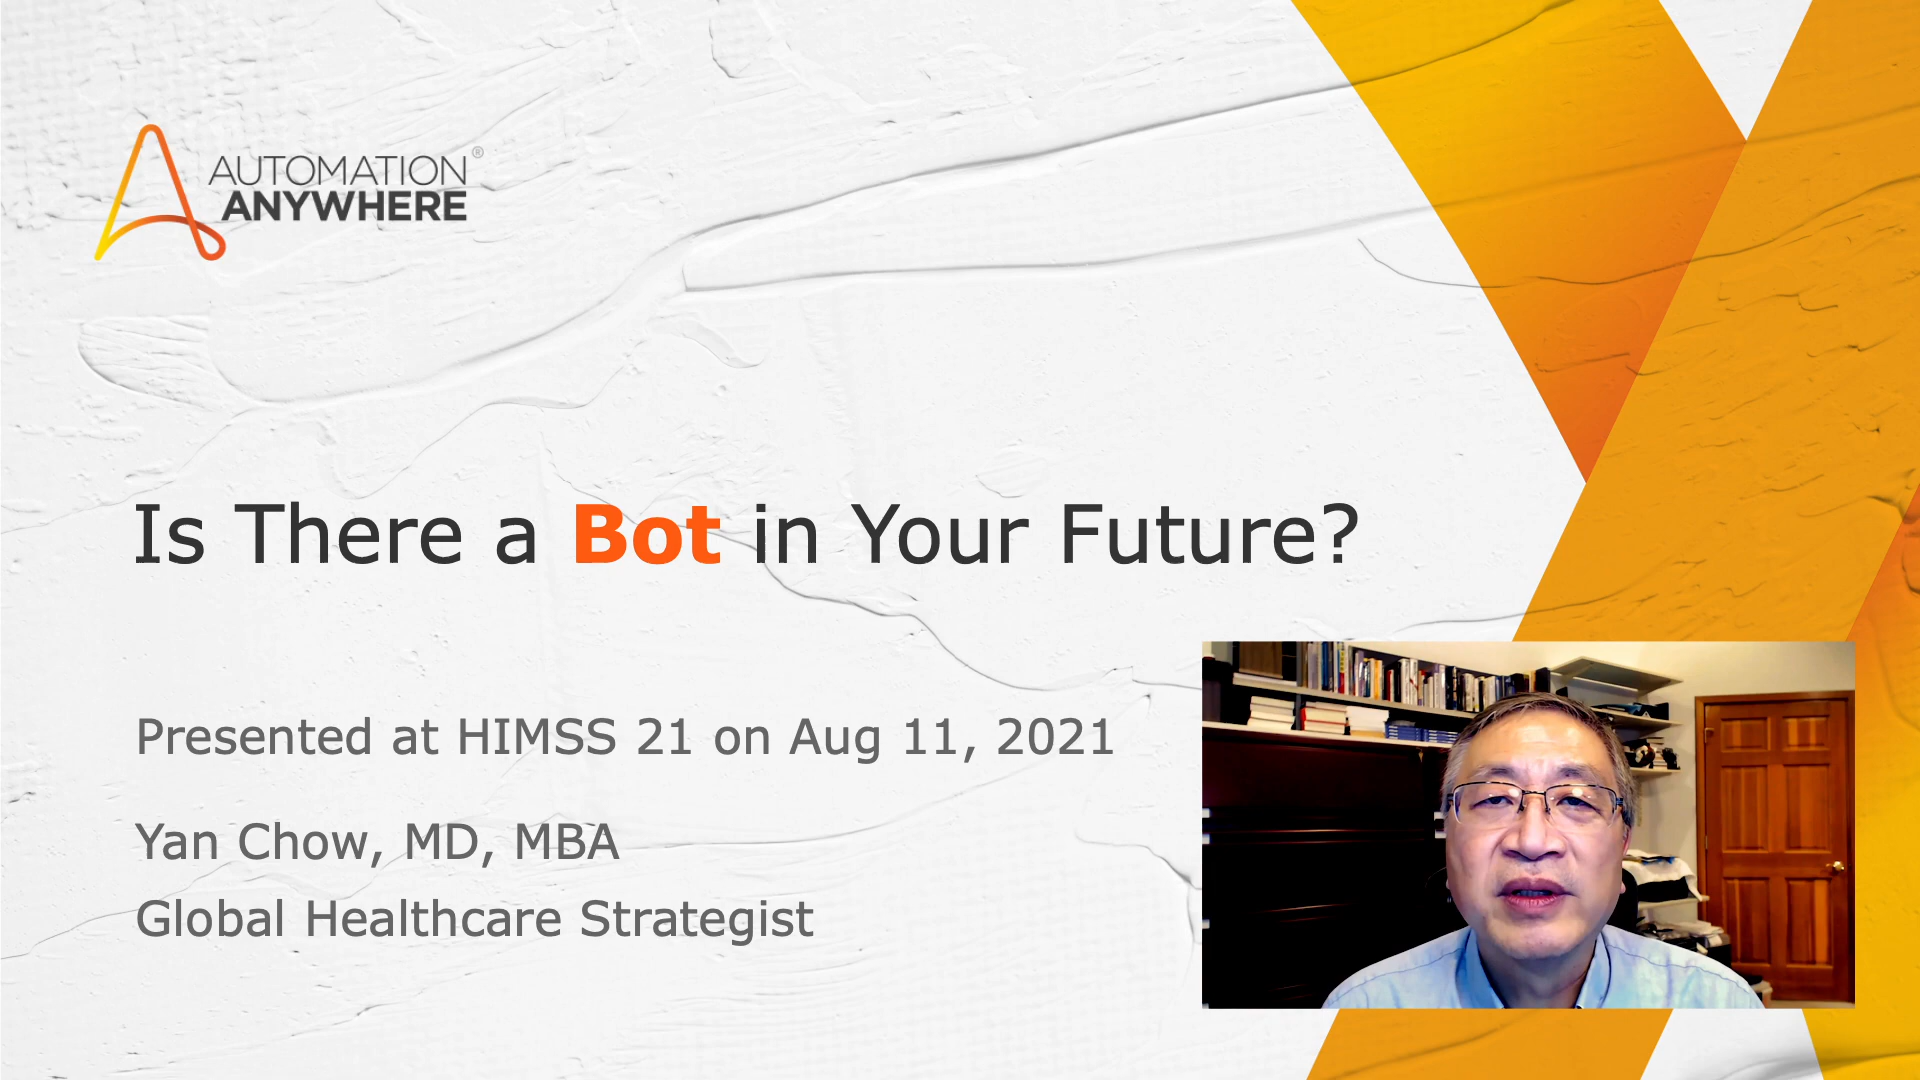 AUTOMATION
ANYWHERE®
Is There a Bot in Your Future?
Presented at HIMSS 21 on Aug 11, 2021
Yan Chow, MD, MBA
Global Healthcare Strategist